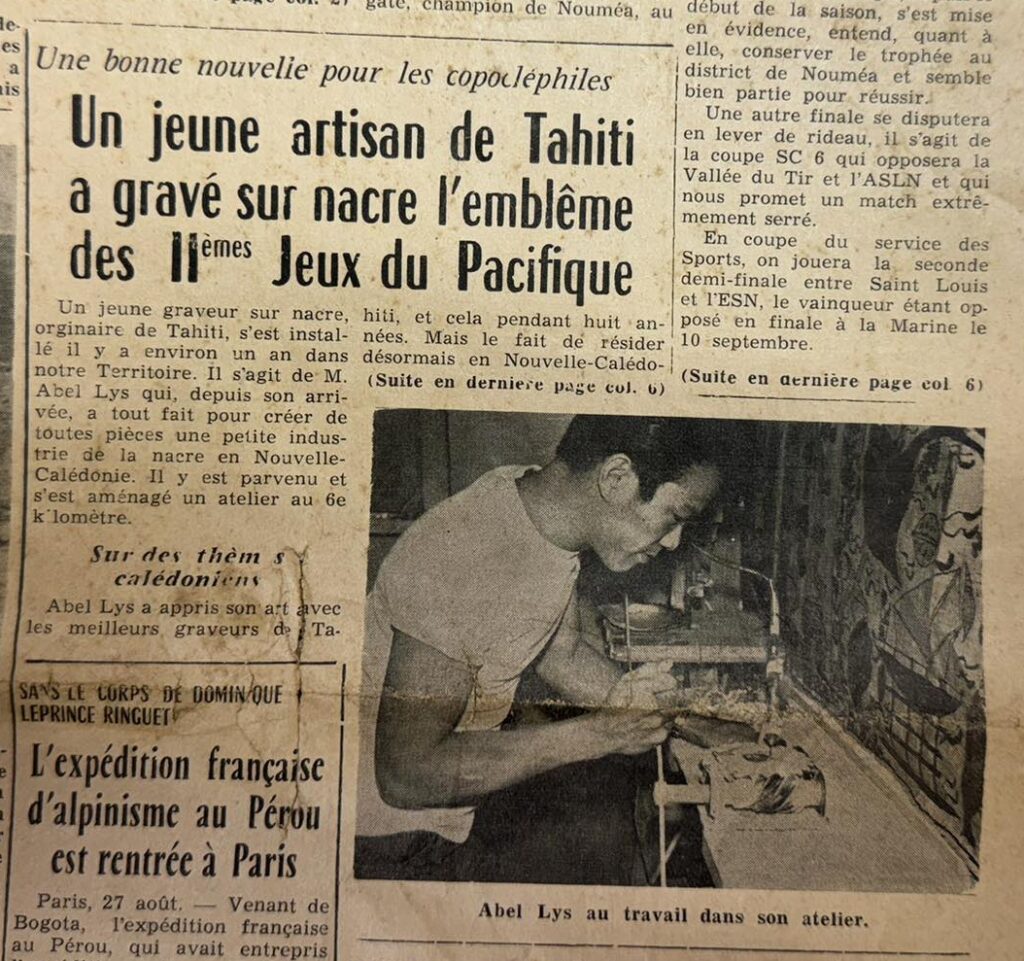 gate, champion de Nouméa, au
Une bonne nouvelie pour les copocléphiles
Un jeune artisan de Tahiti
a gravé sur nacre l'emblême
des IIèmes Jeux du Pacifique
Un jeune graveur sur nacre,
orginaire de Tahiti, s'est instal-
lé il y a environ un an dans
notre Territoire. Il s'agit de M.
Abel Lys qui, depuis son arri-
vée, a tout fait pour créer de
toutes pièces une petite indus-
trie de la nacre en Nouvelle-
Calédonie. Il y est parvenu et
s'est aménagé un atelier au 6e
k lomètre.
Sur des thèm s
calédoniens
Abel Lys a appris son art avec
les meilleurs graveurs de Ta-
hiti, et cela pendant huit an-
nées. Mais le fait de résider
désormais en Nouvelle-Calédo-
(Suite en dernière page col. 6)
début de la saison, s'est mise
en évidence, entend, quant à
elle, conserver le trophée au
district de Nouméa et semble
bien partie pour réussir.
Une autre finale se disputera
en lever de rideau, il s'agit de
la coupe SC 6 qui opposera la
Vallée du Tir et l'ASLN et qui
nous promet un match extrê-
mement serré.
En coupe du service des
Sports, on jouera la seconde
demi-finale entre Saint Louis
et l'ESN, le vainqueur étant op-
posé en finale à la Marine le
10 septembre.
(Suite en dernière page col 6)
Abel Lys au travail dans son atelier.
SANS LE CORPS DE DOMINIQUE
LEPRINCE RINGUET
L'expédition française
d'alpinisme au Pérou
est rentrée à Paris
Paris, 27 août. — Venant de
Bogota, l'expédition française
au Pérou, qui avait entrepris